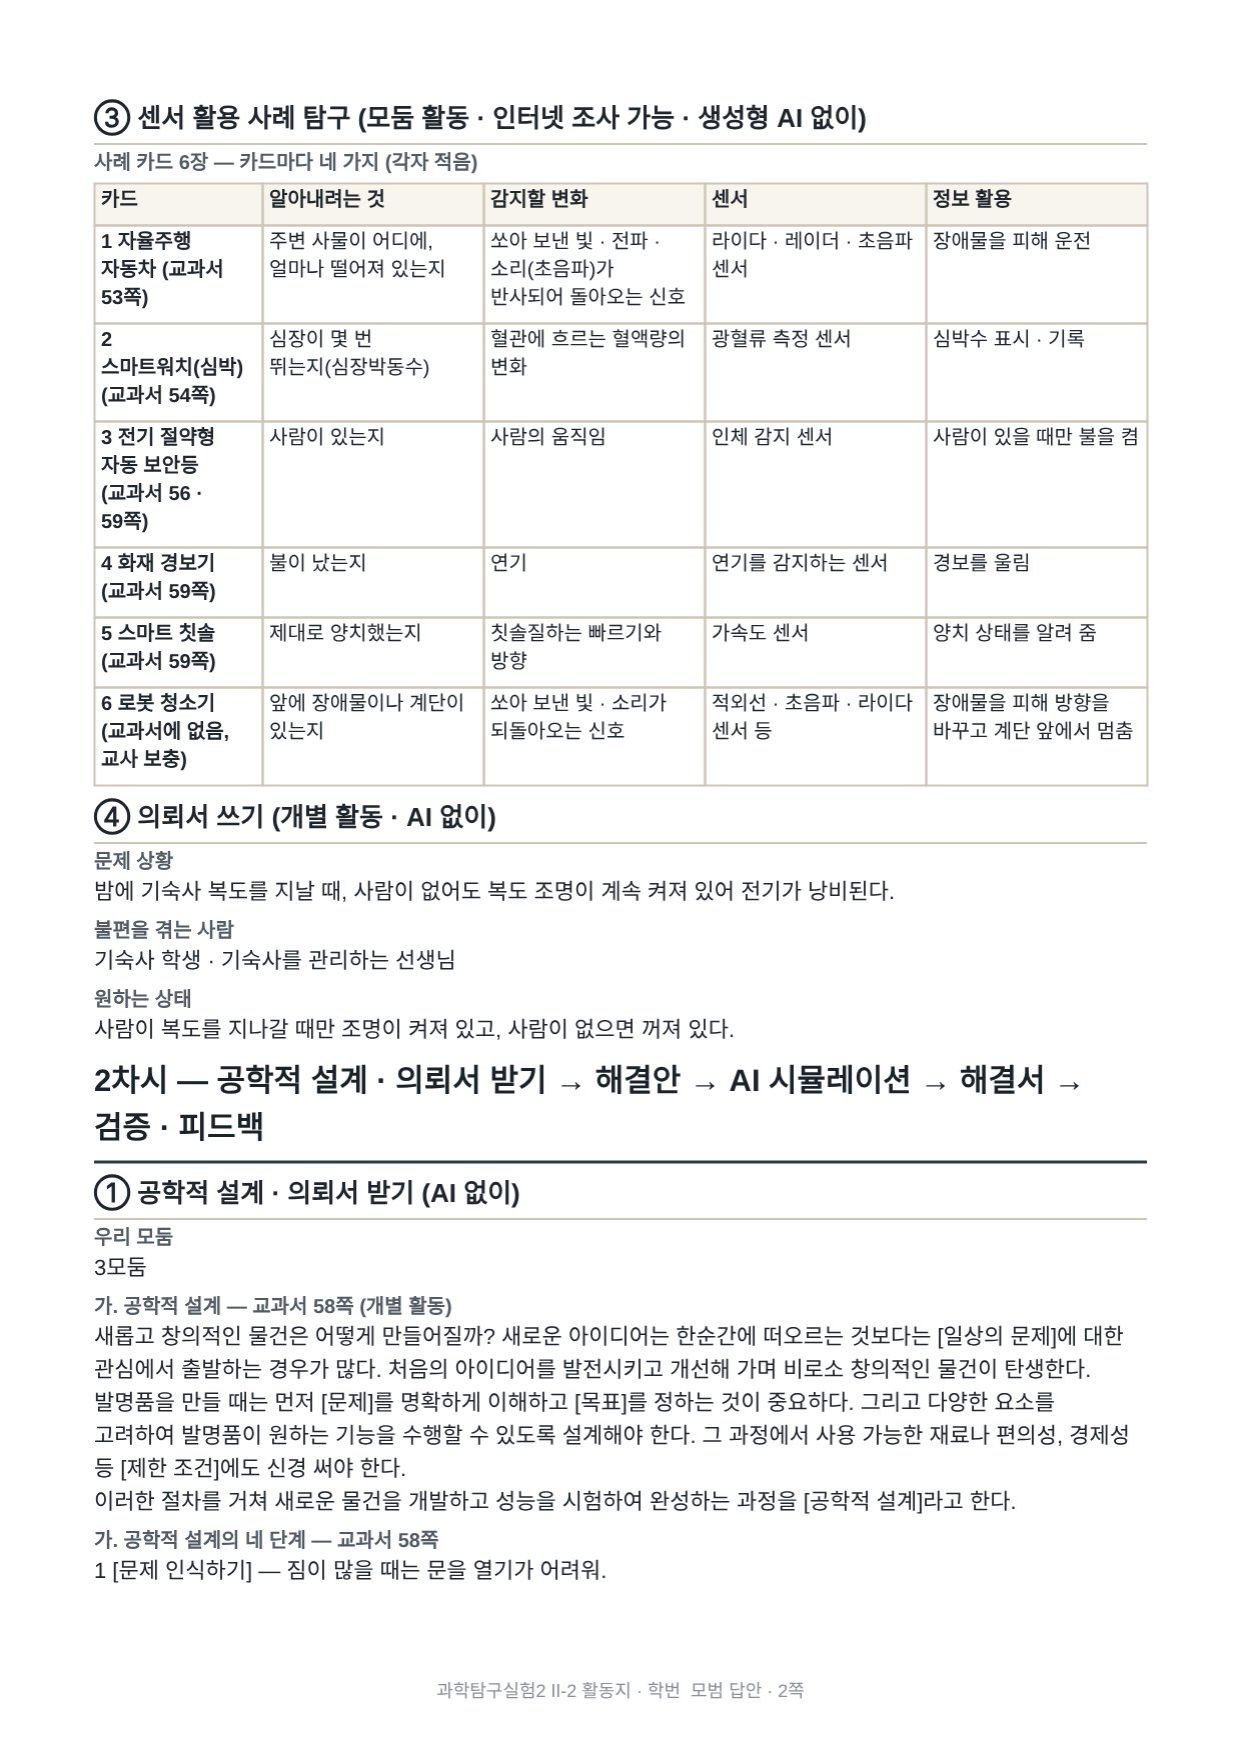 ③ 센서 활용 사례 탐구 (모둠 활동 · 인터넷 조사 가능 · 생성형 AI 없이)
사례 카드 6장 — 카드마다 네 가지 (각자 적음)
카드 알아내려는 것 감지할 변화 센서 정보 활용
1 자율주행 자동차 (교과서 53쪽) 주변 사물이 어디에, 얼마나 떨어져 있는지 쏘아 보낸 빛 · 전파 · 소리(초음파)가 반사되어 돌아오는 신호 라이다 · 레이더 · 초음파 센서 장애물을 피해 운전
2 스마트워치(심박) (교과서 54쪽) 심장이 몇 번 뛰는지(심장박동수) 혈관에 흐르는 혈액량의 변화 광혈류 측정 센서 심박수 표시 · 기록
3 전기 절약형 자동 보안등 (교과서 56 · 59쪽) 사람이 있는지 사람의 움직임 인체 감지 센서 사람이 있을 때만 불을 켬
4 화재 경보기 (교과서 59쪽) 불이 났는지 연기 연기를 감지하는 센서 경보를 울림
5 스마트 칫솔 (교과서 59쪽) 제대로 양치했는지 칫솔질하는 빠르기와 방향 가속도 센서 양치 상태를 알려 줌
6 로봇 청소기 (교과서에 없음, 교사 보충) 앞에 장애물이나 계단이 있는지 쏘아 보낸 빛 · 소리가 되돌아오는 신호 적외선 · 초음파 · 라이다 센서 등 장애물을 피해 방향을 바꾸고 계단 앞에서 멈춤
④ 의뢰서 쓰기 (개별 활동 · AI 없이)
문제 상황
밤에 기숙사 복도를 지날 때, 사람이 없어도 복도 조명이 계속 켜져 있어 전기가 낭비된다.
불편을 겪는 사람
기숙사 학생 · 기숙사를 관리하는 선생님
원하는 상태
사람이 복도를 지나갈 때만 조명이 켜져 있고, 사람이 없으면 꺼져 있다.
2차시 — 공학적 설계 · 의뢰서 받기 → 해결안 → AI 시뮬레이션 → 해결서 →
검증 · 피드백
① 공학적 설계 · 의뢰서 받기 (AI 없이)
우리 모둠
3모둠
가. 공학적 설계 — 교과서 58쪽 (개별 활동)
새롭고 창의적인 물건은 어떻게 만들어질까? 새로운 아이디어는 한순간에 떠오르는 것보다는 [일상의 문제]에 대한
관심에서 출발하는 경우가 많다. 처음의 아이디어를 발전시키고 개선해 가며 비로소 창의적인 물건이 탄생한다.
발명품을 만들 때는 먼저 [문제]를 명확하게 이해하고 [목표]를 정하는 것이 중요하다. 그리고 다양한 요소를
고려하여 발명품이 원하는 기능을 수행할 수 있도록 설계해야 한다. 그 과정에서 사용 가능한 재료나 편의성, 경제성
등 [제한 조건]에도 신경 써야 한다.
이러한 절차를 거쳐 새로운 물건을 개발하고 성능을 시험하여 완성하는 과정을 [공학적 설계]라고 한다.
가. 공학적 설계의 네 단계 — 교과서 58쪽
1 [문제 인식하기] — 짐이 많을 때는 문을 열기가 어려워.
과학탐구실험2 II-2 활동지 · 학번 모범 답안 · 2쪽